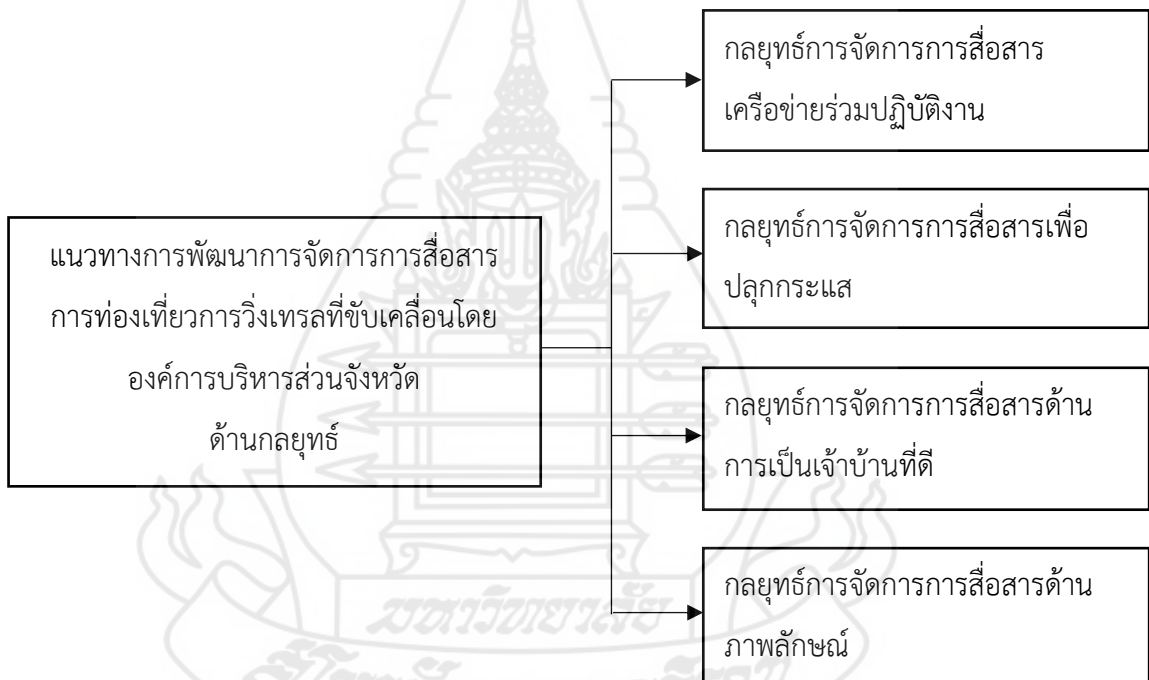 กลยุทธ์การจัดการการสื่อสาร
เครือข่ายร่วมปฏิบัติงาน
กลยุทธ์การจัดการการสื่อสารเพื่อ
ปลุกกระแส
แนวทางการพัฒนาการจัดการการสื่อสาร
การท่องเที่ยวการวิ่งเทรลที่ขับเคลื่อนโดย
องค์การบริหารส่วนจังหวัด
ด้านกลยุทธ์
กลยุทธ์การจัดการการสื่อสารด้าน
การเป็นเจ้าบ้านที่ดี
กลยุทธ์การจัดการการสื่อสารด้าน
ภาพลักษณ์
มหาวิทยาลัย